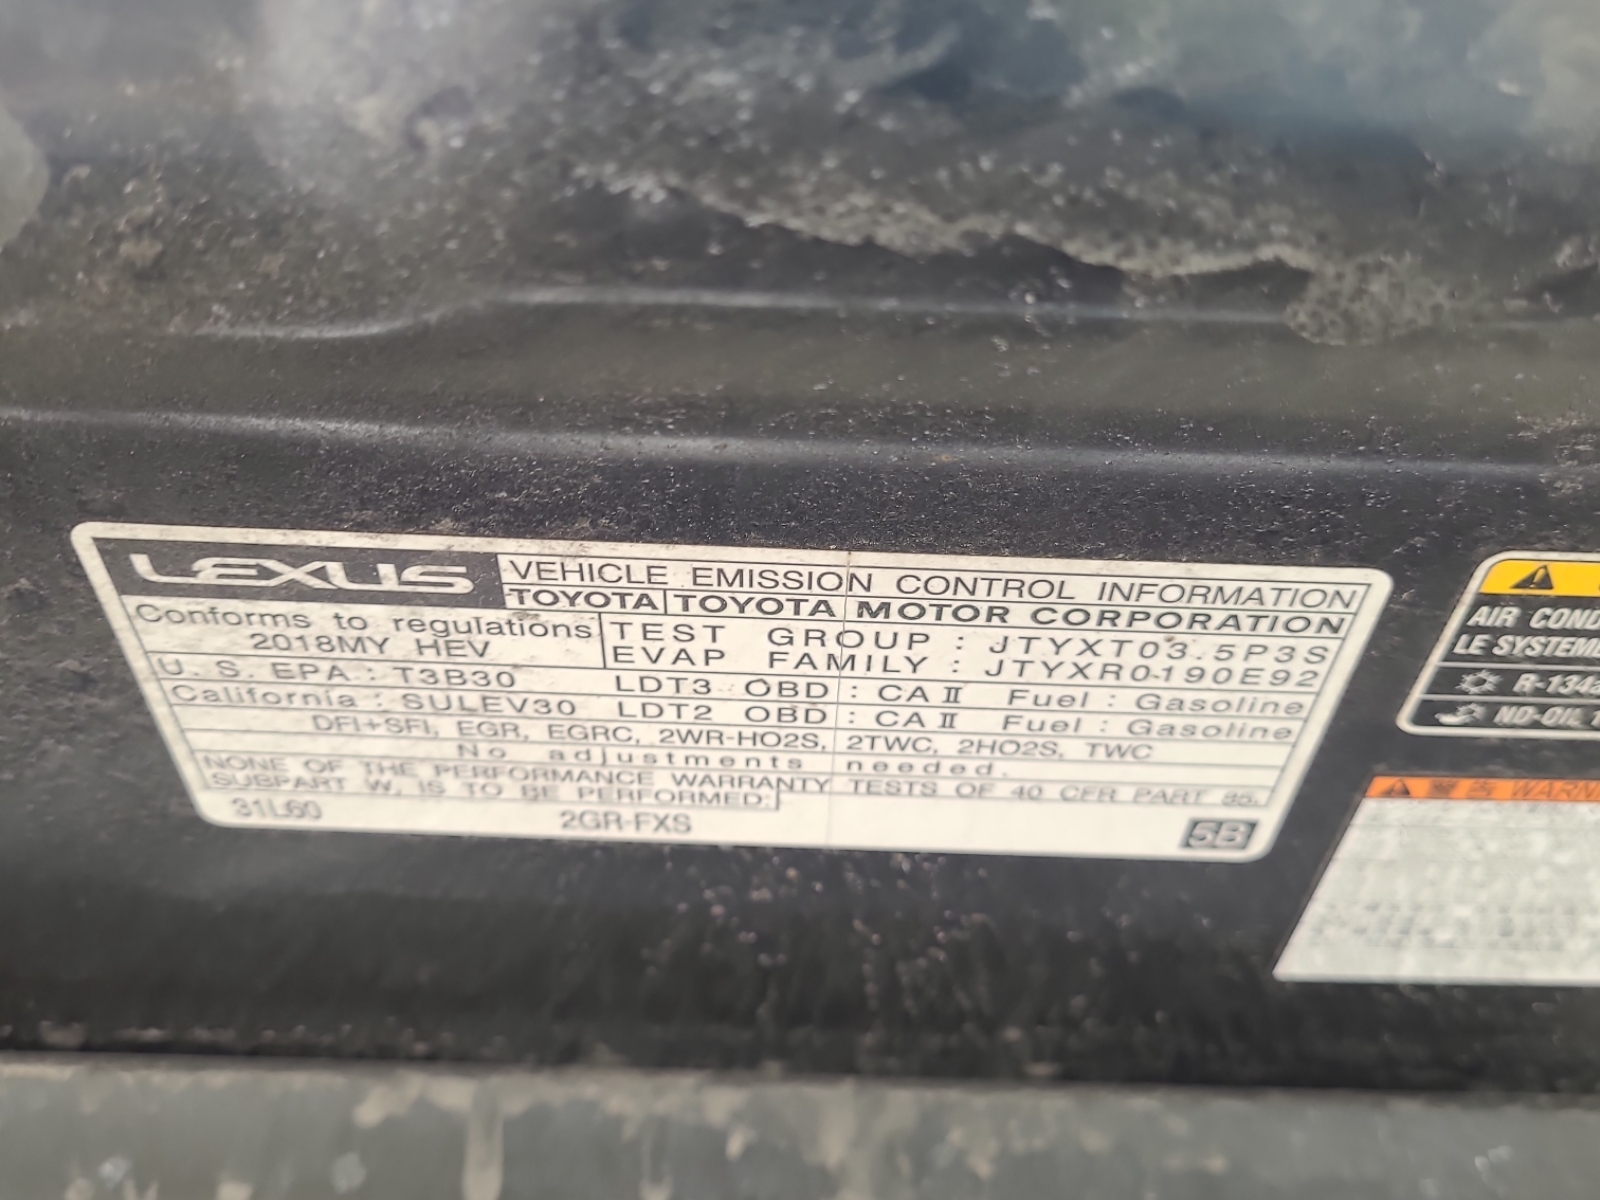 LEXUS
VEHICLE EMISSION CONTROL INFORMATION
TOYOTA TOYOTA MOTOR CORPORATION
Conforms to regulations
2018MY HEV
TEST GROUP : JTYXT03.5P3S
EVAP FAMILY : JTYXR0190E92
U.S. EPA : T3B30 LDT3 OBD : CA II Fuel : Gasoline
California : SULEV30 LDT2 OBD : CA II Fuel : Gasoline
DFI+SFI, EGR, EGRC, 2WR-HO2S, 2TWC, 2HO2S, TWC
No adjustments needed.
NONE OF THE PERFORMANCE WARRANTY TESTS OF 40 CFR PART 85,
SUBPART W, IS TO BE PERFORMED.
31L60 2GR-FXS 5B
AIR COND
LE SYSTEME
R-134a
ND-OIL 1
警告 WARNIN